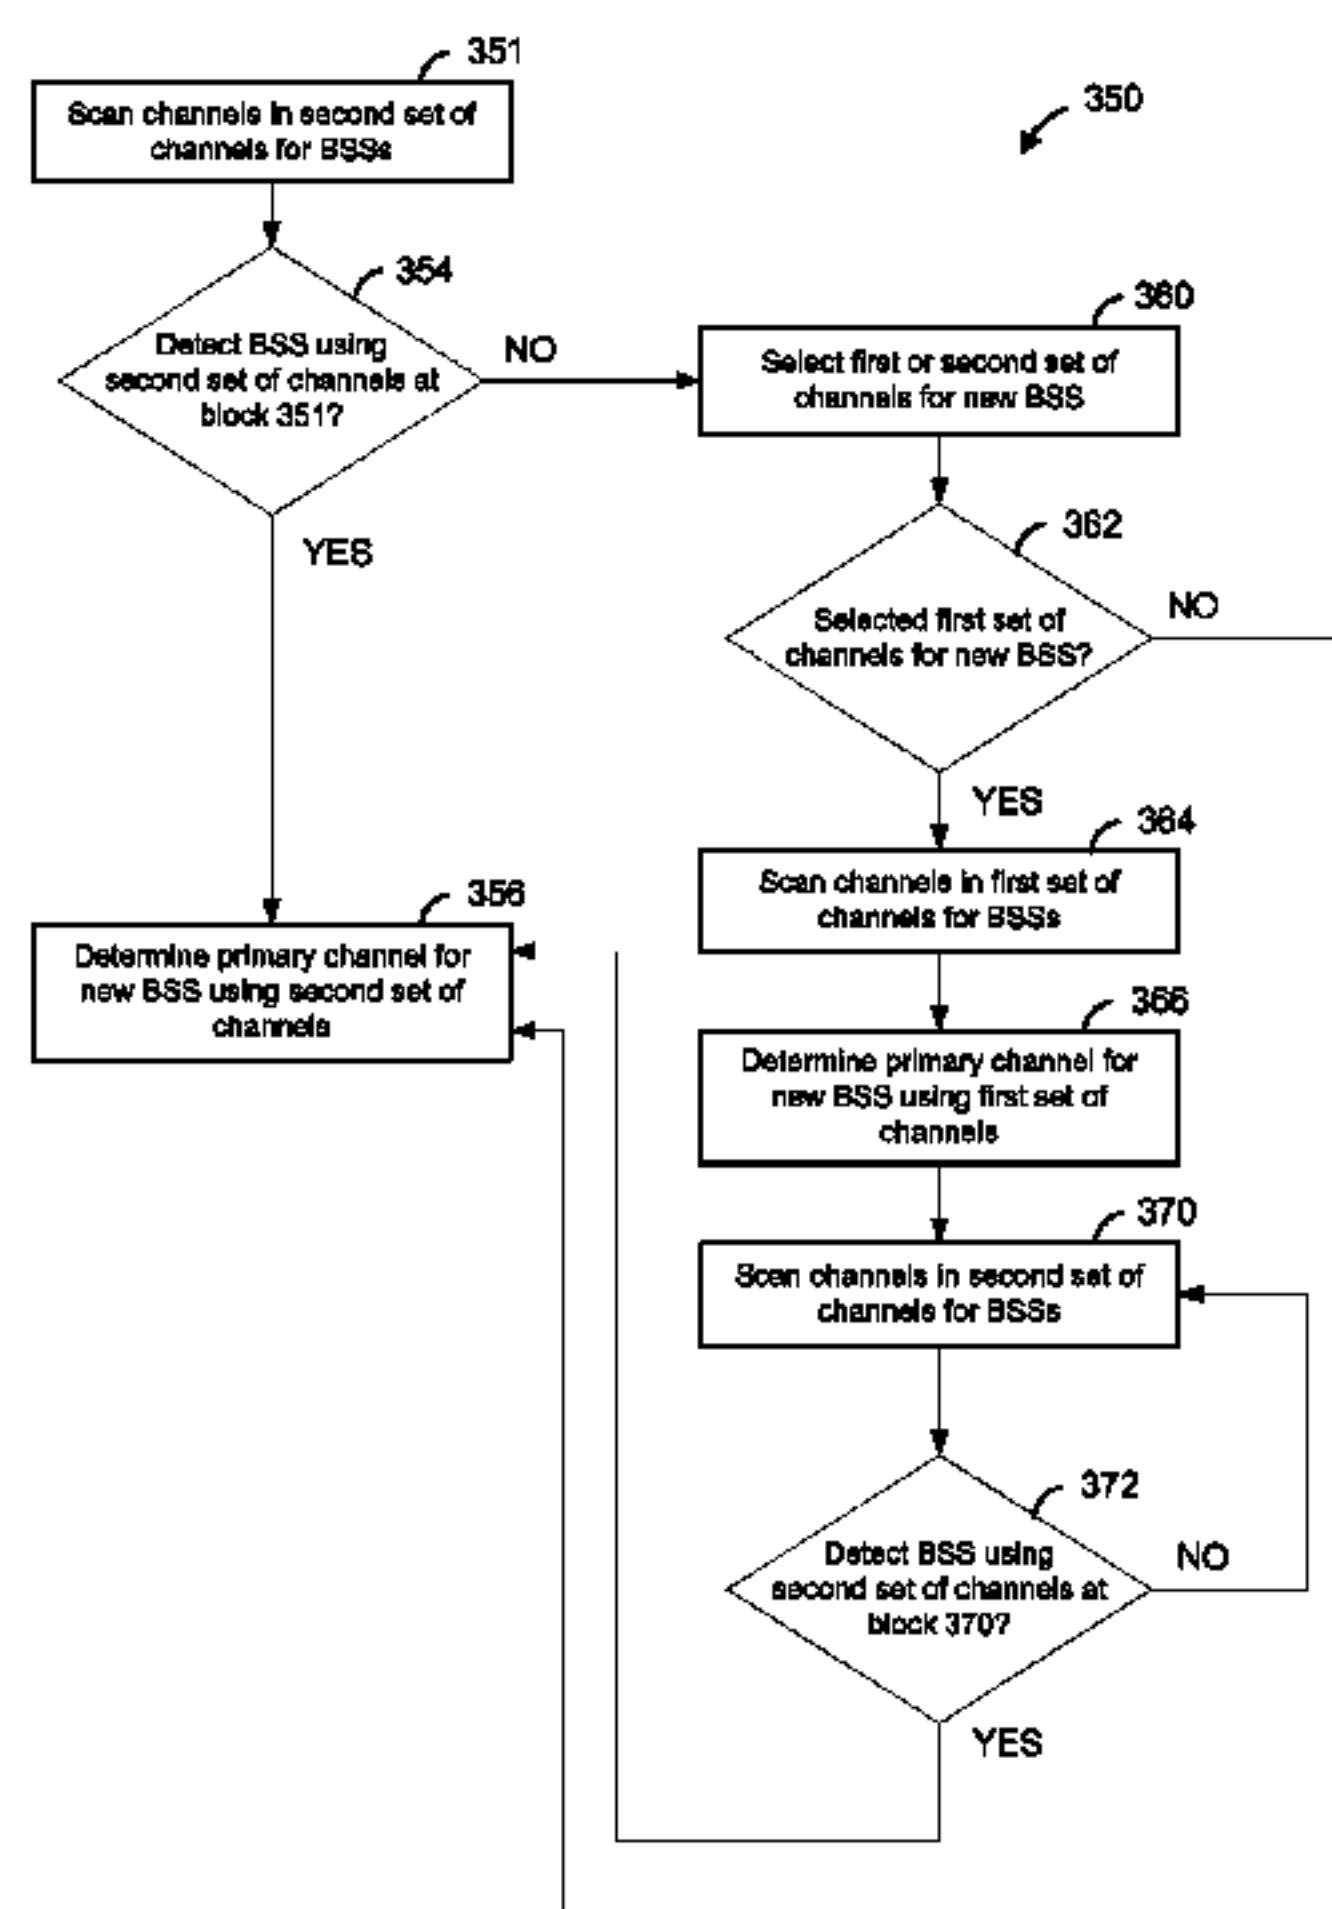 351
Scan channels in second set of
channels for BSSs
350
354
Detect BSS using
second set of channels at
block 351?
NO
YES
360
Select first or second set of
channels for new BSS
362
Selected first set of
channels for new BSS?
NO
YES
364
Scan channels in first set of
channels for BSSs
356
Determine primary channel for
new BSS using second set of
channels
366
Determine primary channel for
new BSS using first set of
channels
370
Scan channels in second set of
channels for BSSs
372
Detect BSS using
second set of channels at
block 370?
NO
YES